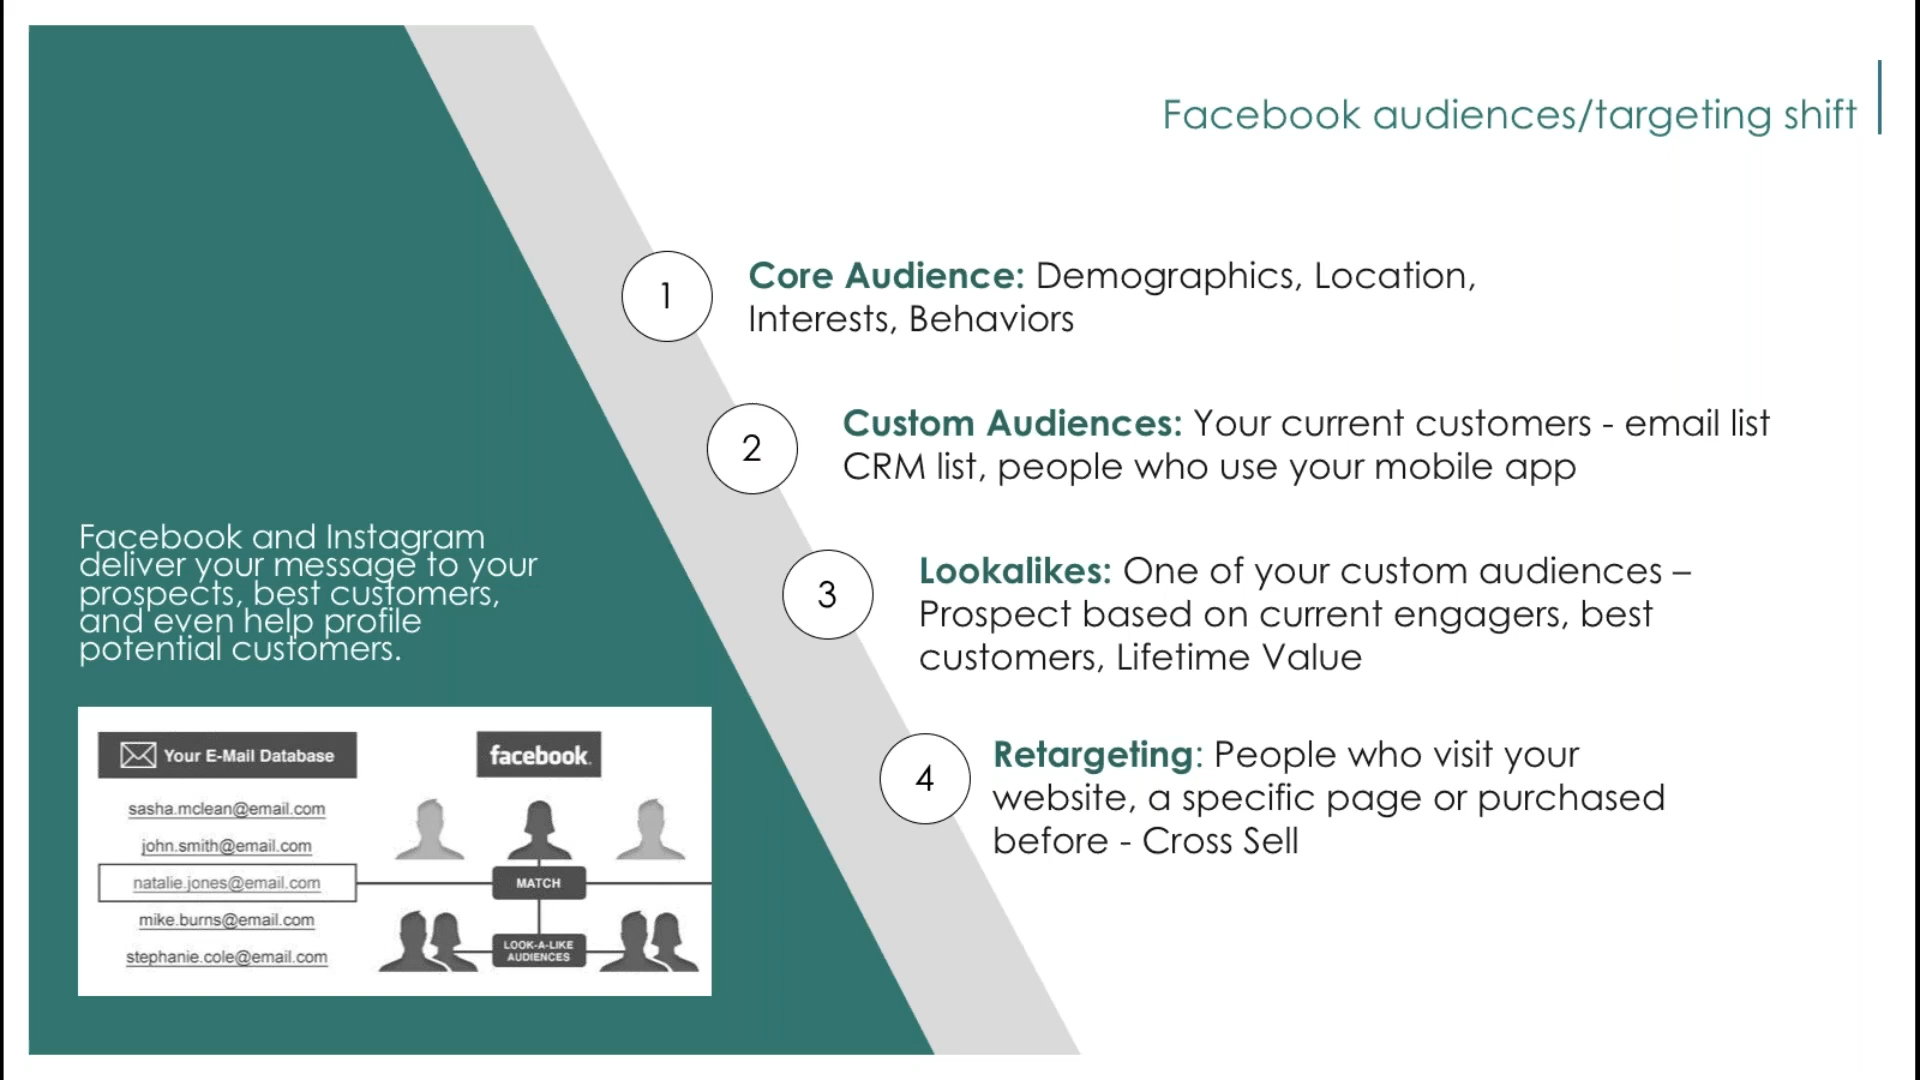 Facebook audiences/targeting shift
1
Core Audience: Demographics, Location,
Interests, Behaviors
2
Custom Audiences: Your current customers - email list
CRM list, people who use your mobile app
3
Lookalikes: One of your custom audiences –
Prospect based on current engagers, best
customers, Lifetime Value
4
Retargeting: People who visit your
website, a specific page or purchased
before - Cross Sell
Facebook and Instagram
deliver your message to your
prospects, best customers,
and even help profile
potential customers.
Your E-Mail Database
sasha.mclean@email.com
john.smith@email.com
natalie.jones@email.com
mike.burns@email.com
stephanie.cole@email.com
facebook.
MATCH
LOOK-A-LIKE
AUDIENCES